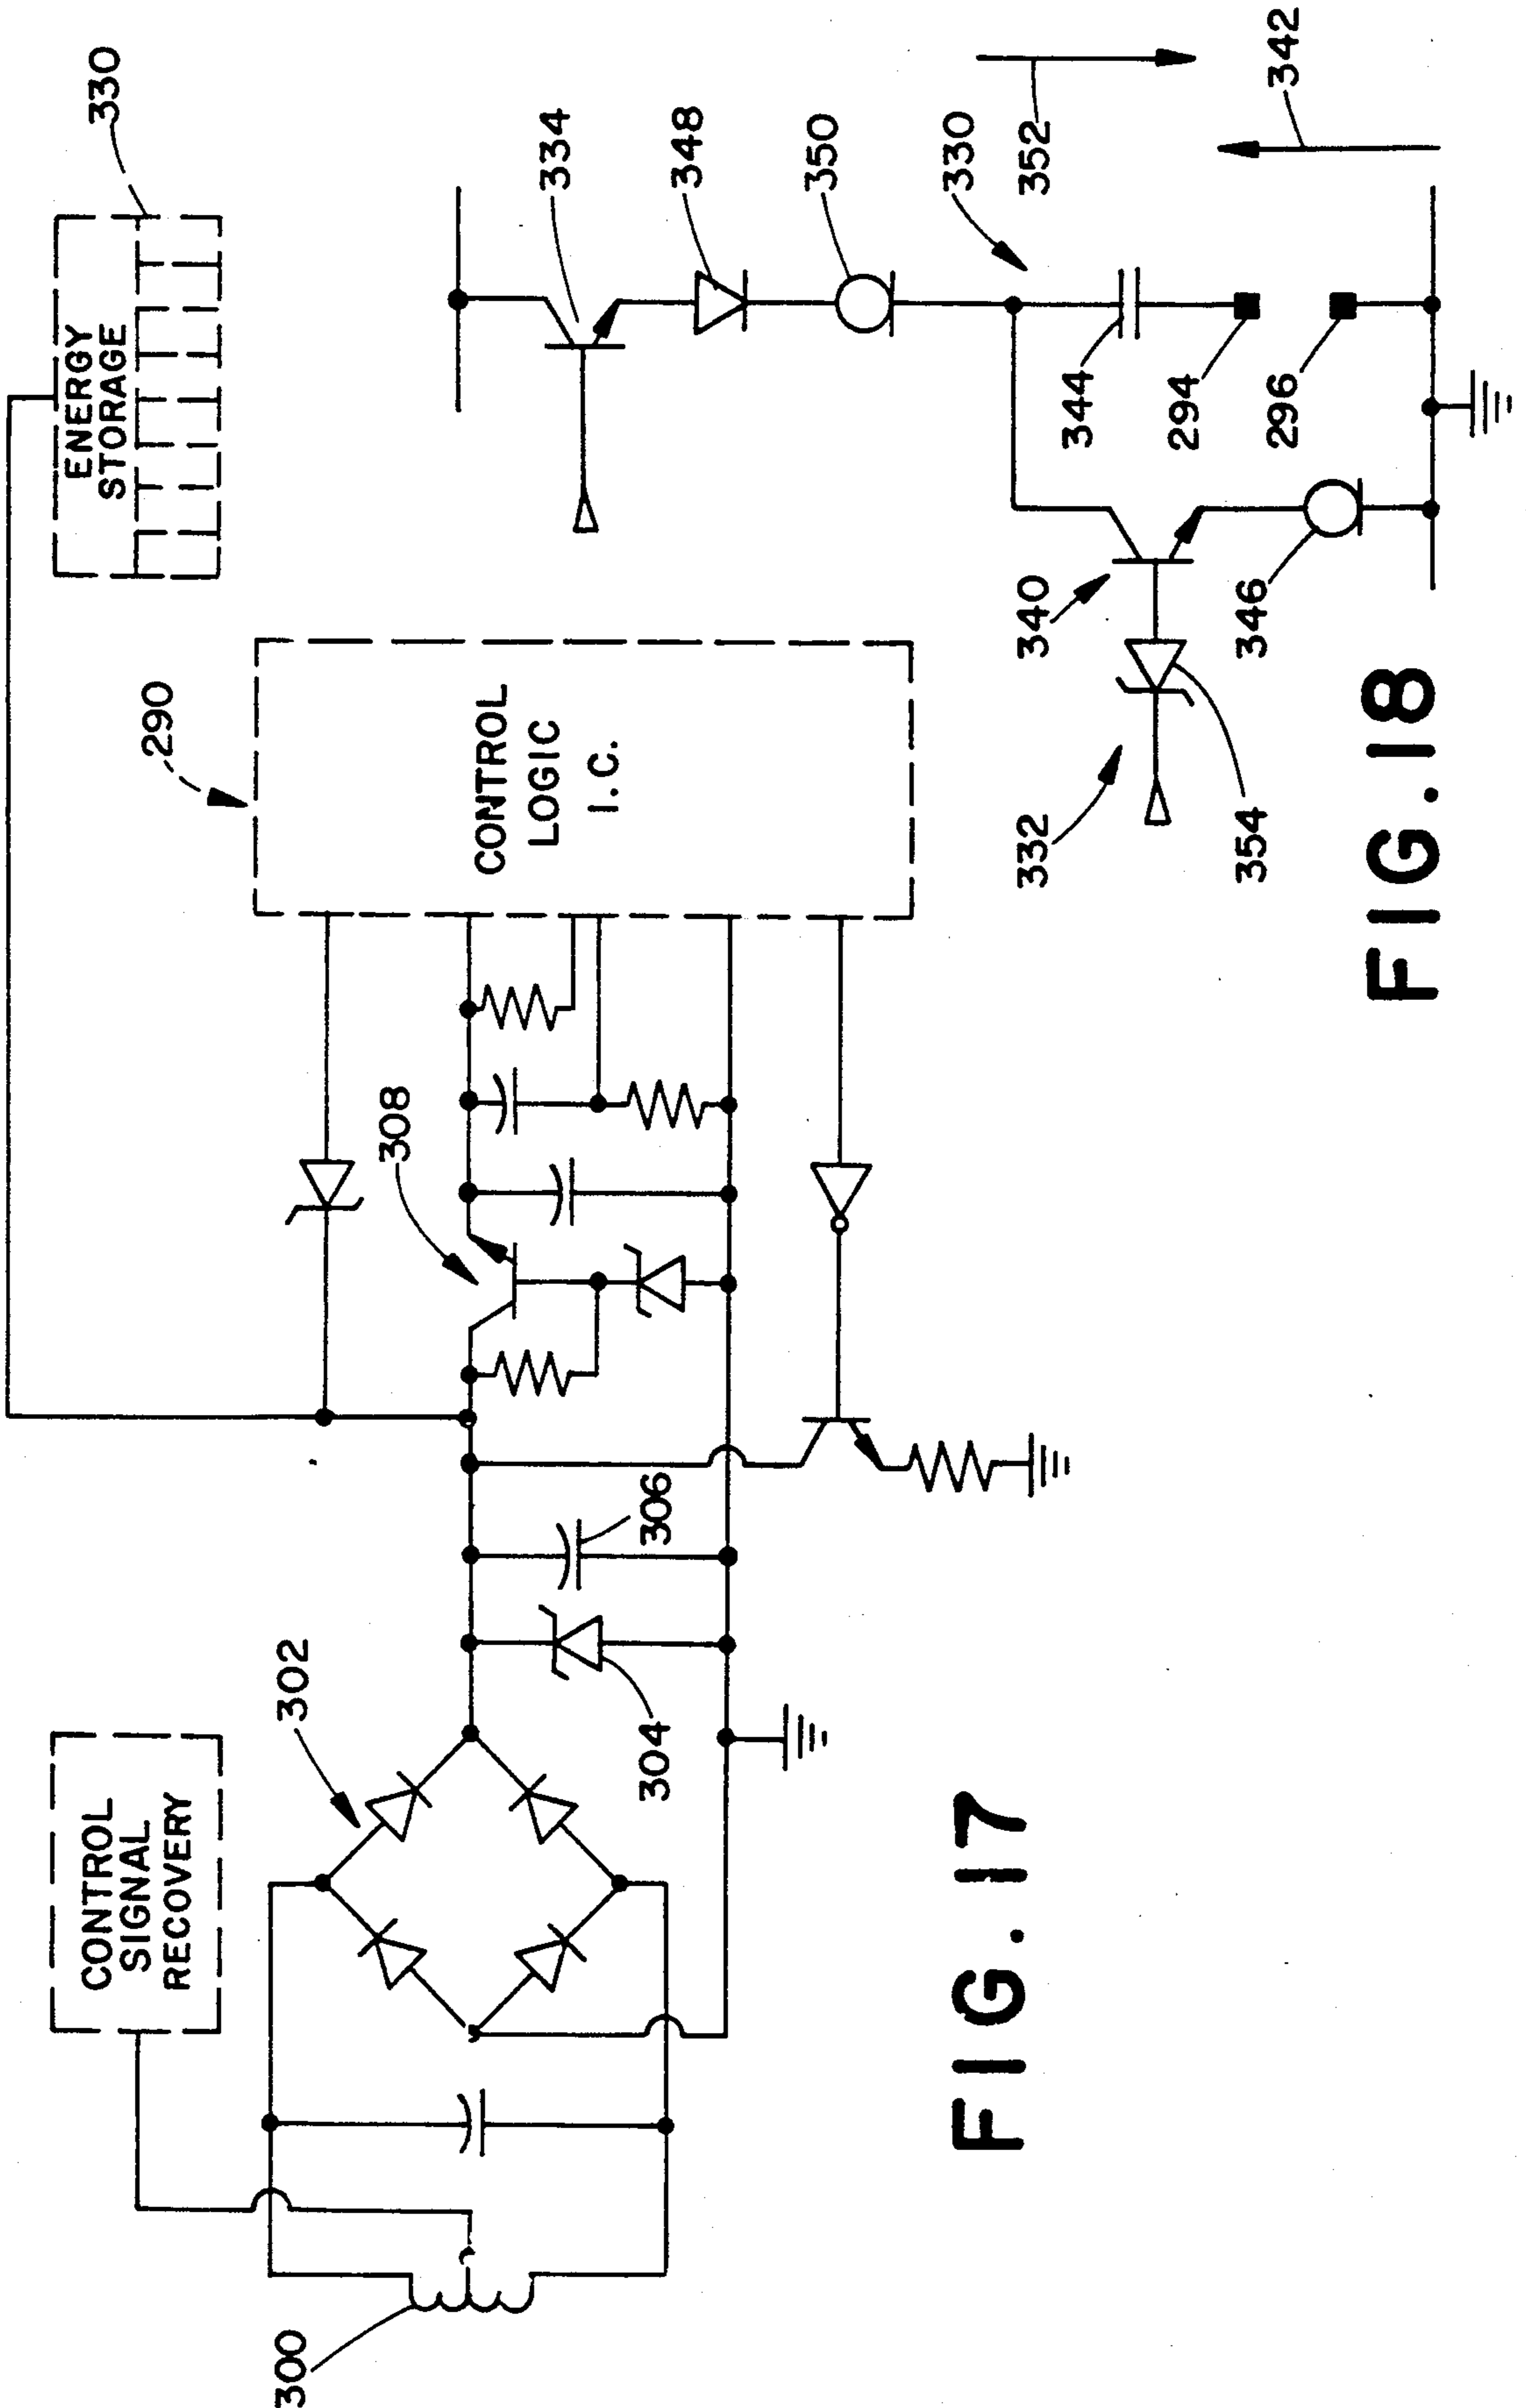 CONTROL
SIGNAL
RECOVERY
300
302
304
306
308
290
CONTROL
LOGIC
I.C.
ENERGY
STORAGE
330
FIG. 17
334
348
350
330
352
342
344
294
296
340
346
332
354
FIG. 18